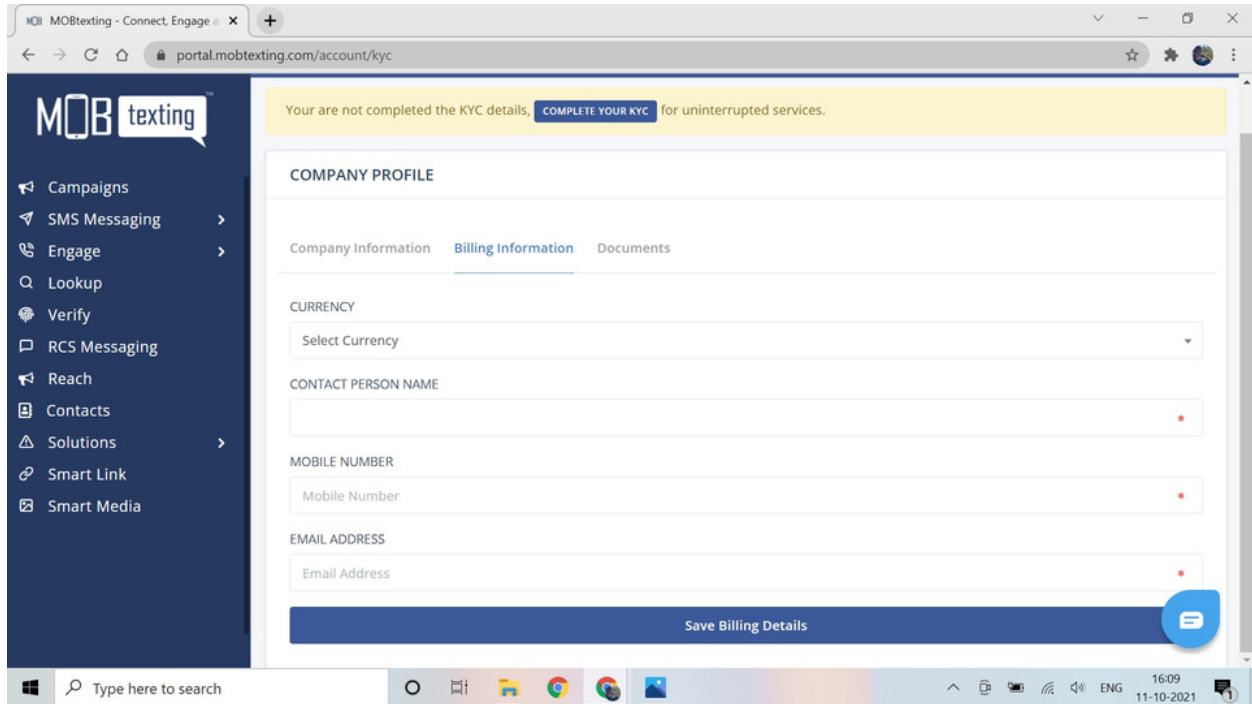 MOB MOBtexting - Connect, Engage a
portal.mobtexting.com/account/kyc
MOB texting
TM
Campaigns
SMS Messaging
Engage
Lookup
Verify
RCS Messaging
Reach
Contacts
Solutions
Smart Link
Smart Media
Your are not completed the KYC details, COMPLETE YOUR KYC for uninterrupted services.
COMPANY PROFILE
Company Information Billing Information Documents
CURRENCY
Select Currency
CONTACT PERSON NAME
*
MOBILE NUMBER
Mobile Number *
EMAIL ADDRESS
Email Address *
Save Billing Details
Type here to search
ENG
16:09
11-10-2021
1